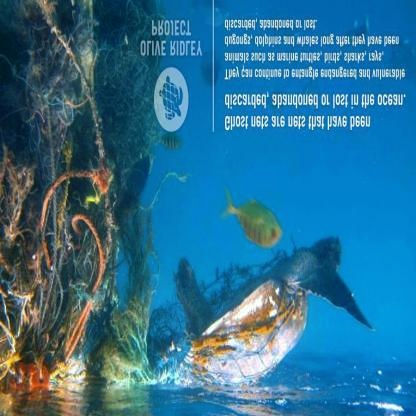 Ghost nets are nets that have been
discarded, abandoned or lost in the ocean.
They can continue to entangle endangered and vulnerable
animals such as marine turtles, birds, sharks, rays,
dugongs, dolphins and whales long after they have been
discarded, abandoned or lost.
OLIVE RIDLEY
PROJECT